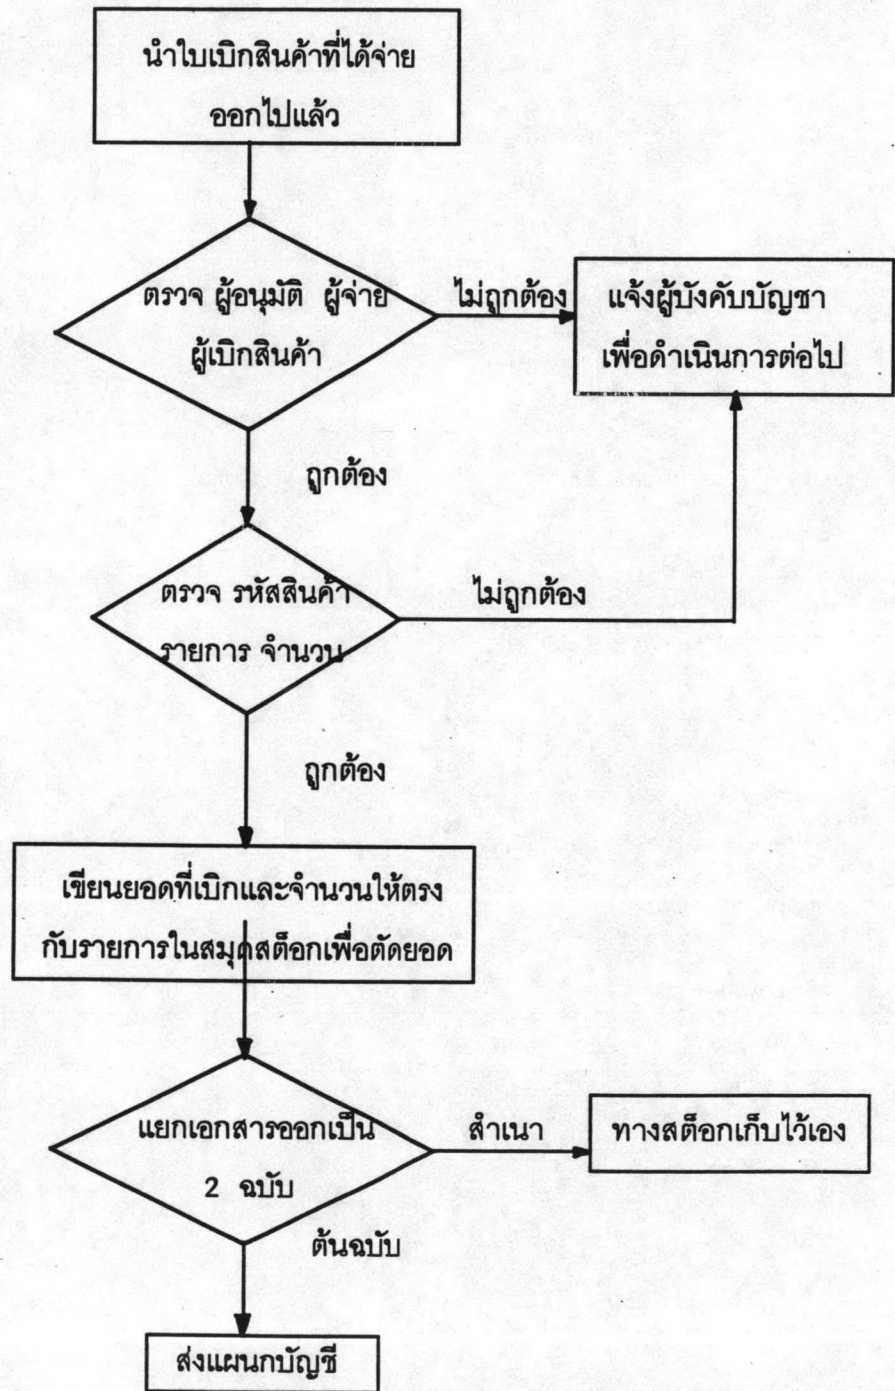 นำใบเบิกสินค้าที่ได้จ่าย
ออกไปแล้ว
ตรวจ ผู้อนุมัติ ผู้จ่าย
ผู้เบิกสินค้า
ไม่ถูกต้อง
แจ้งผู้บังคับบัญชา
เพื่อดำเนินการต่อไป
ถูกต้อง
ตรวจ รหัสสินค้า
รายการ จำนวน
ไม่ถูกต้อง
ถูกต้อง
เขียนยอดที่เบิกและจำนวนให้ตรง
กับรายการในสมุดสต็อกเพื่อตัดยอด
แยกเอกสารออกเป็น
2 ฉบับ
สำเนา
ทางสต็อกเก็บไว้เอง
ต้นฉบับ
ส่งแผนกบัญชี